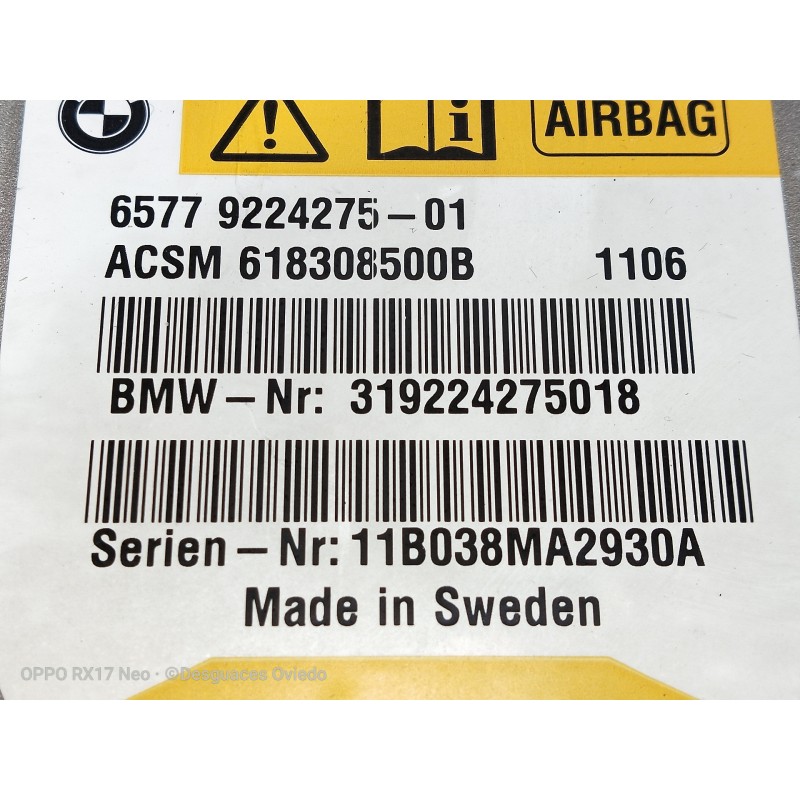 AIRBAG
6577 9224275-01
ACSM 618308500B 1106
BMW-Nr: 319224275018
Serien-Nr: 11B038MA2930A
Made in Sweden
OPPO RX17 Neo · ©Desguaces Oviedo